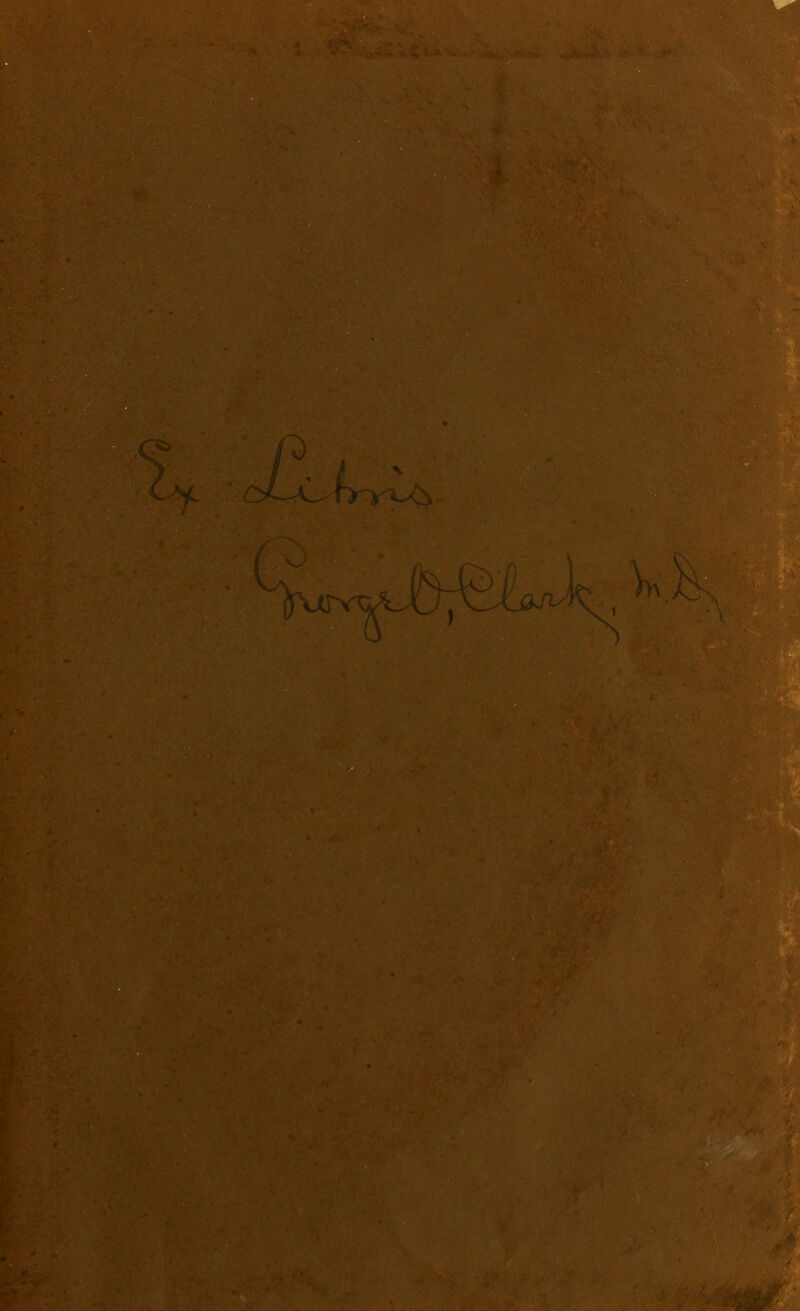 Ex Libris
George O. Clark, M.D.